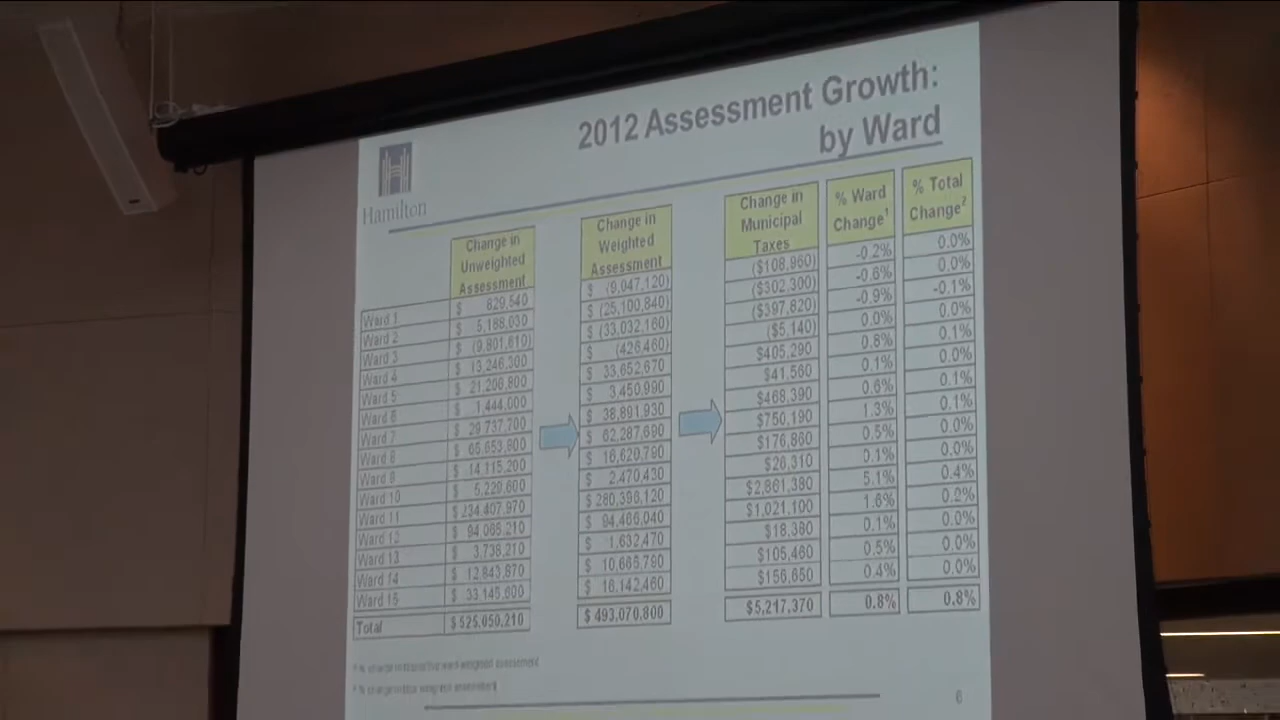 2012 Assessment Growth:
by Ward
Hamilton
Change in Unweighted Assessment Change in Weighted Assessment Change in Municipal Taxes % Ward Change¹ % Total Change²
Ward 1 $ 829,540 $ (9,047,120) ($108,960) -0.2% 0.0%
Ward 2 $ 5,188,030 $ (25,100,840) ($302,300) -0.6% 0.0%
Ward 3 $ (9,801,610) $ (33,032,160) ($397,820) -0.9% -0.1%
Ward 4 $ 13,246,300 $ (426,460) ($5,140) 0.0% 0.0%
Ward 5 $ 21,206,800 $ 33,652,670 $405,290 0.8% 0.1%
Ward 6 $ 1,444,000 $ 3,450,990 $41,560 0.1% 0.0%
Ward 7 $ 29,737,700 $ 38,891,930 $468,390 0.6% 0.1%
Ward 8 $ 65,653,800 $ 62,287,690 $750,190 1.3% 0.1%
Ward 9 $ 14,115,200 $ 16,620,790 $176,860 0.5% 0.0%
Ward 10 $ 5,229,600 $ 2,470,430 $26,310 0.1% 0.0%
Ward 11 $ 234,407,970 $ 280,396,120 $2,861,380 5.1% 0.4%
Ward 12 $ 94,065,210 $ 94,466,040 $1,021,100 1.6% 0.2%
Ward 13 $ 3,738,210 $ 1,632,470 $18,380 0.1% 0.0%
Ward 14 $ 12,843,870 $ 10,665,790 $105,460 0.5% 0.0%
Ward 15 $ 33,145,600 $ 16,142,460 $156,650 0.4% 0.0%
Total $ 525,050,210 $ 493,070,800 $5,217,370 0.8% 0.8%
6